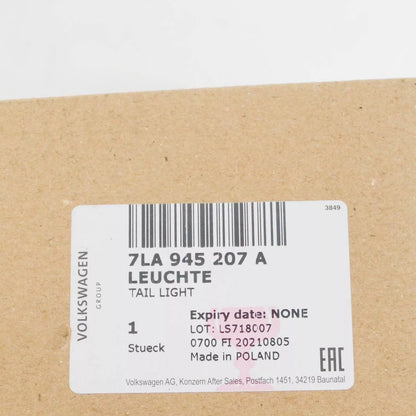 3849
VOLKSWAGEN
GROUP
7LA 945 207 A
LEUCHTE
TAIL LIGHT
1
Stueck
Expiry date: NONE
LOT: LS718007
0700 FI 20210805
Made in POLAND
EAC
Volkswagen AG, Konzern After Sales, Postfach 1451, 34219 Baunatal